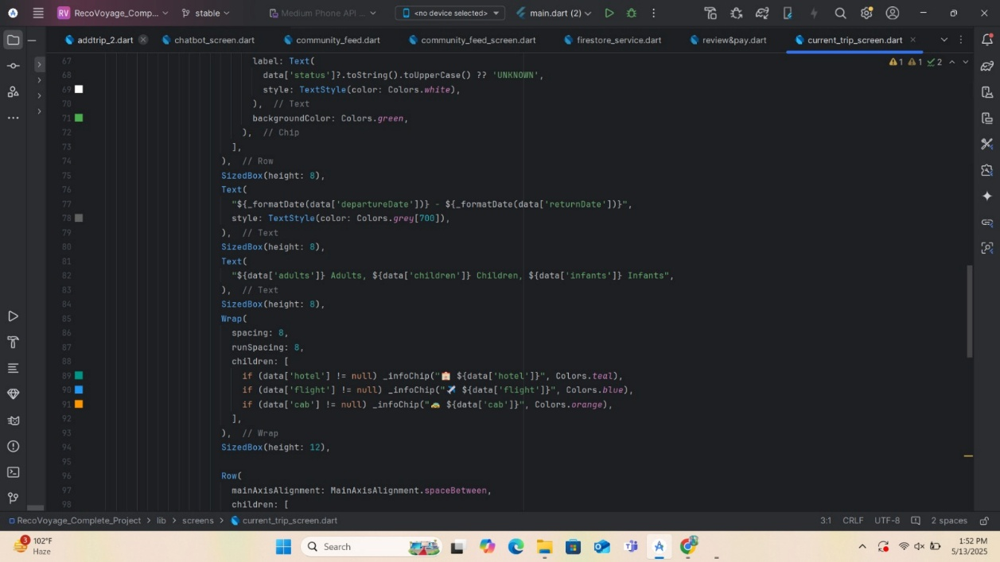 RV RecoVoyage_Comp... stable Medium Phone API ... <no device selected> main.dart (2)
addtrip_2.dart chatbot_screen.dart community_feed.dart community_feed_screen.dart firestore_service.dart review&pay.dart current_trip_screen.dart
1 1 2
67 label: Text(
68 data['status']?.toString().toUpperCase() ?? 'UNKNOWN',
69 style: TextStyle(color: Colors.white),
70 ), // Text
71 backgroundColor: Colors.green,
72 ), // Chip
73 ],
74 ), // Row
75 SizedBox(height: 8),
76 Text(
77 "${_formatDate(data['departureDate'])} - ${_formatDate(data['returnDate'])}",
78 style: TextStyle(color: Colors.grey[700]),
79 ), // Text
80 SizedBox(height: 8),
81 Text(
82 "${data['adults']} Adults, ${data['children']} Children, ${data['infants']} Infants",
83 ), // Text
84 SizedBox(height: 8),
85 Wrap(
86 spacing: 8,
87 runSpacing: 8,
88 children: [
89 if (data['hotel'] != null) _infoChip("🏨 ${data['hotel']}", Colors.teal),
90 if (data['flight'] != null) _infoChip("✈️ ${data['flight']}", Colors.blue),
91 if (data['cab'] != null) _infoChip("🚕 ${data['cab']}", Colors.orange),
92 ],
93 ), // Wrap
94 SizedBox(height: 12),
95
96 Row(
97 mainAxisAlignment: MainAxisAlignment.spaceBetween,
98 children: [
RecoVoyage_Complete_Project > lib > screens > current_trip_screen.dart 3:1 CRLF UTF-8 2 spaces
3 102°F
Haze
Search
1:52 PM
5/13/2025